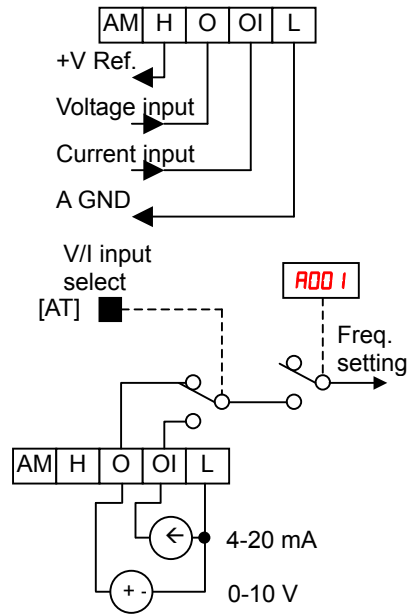 AM H O OI L
+V Ref.
Voltage input
Current input
A GND
V/I input
select
[AT]
A001
Freq.
setting
AM H O OI L
4-20 mA
+ -
0-10 V